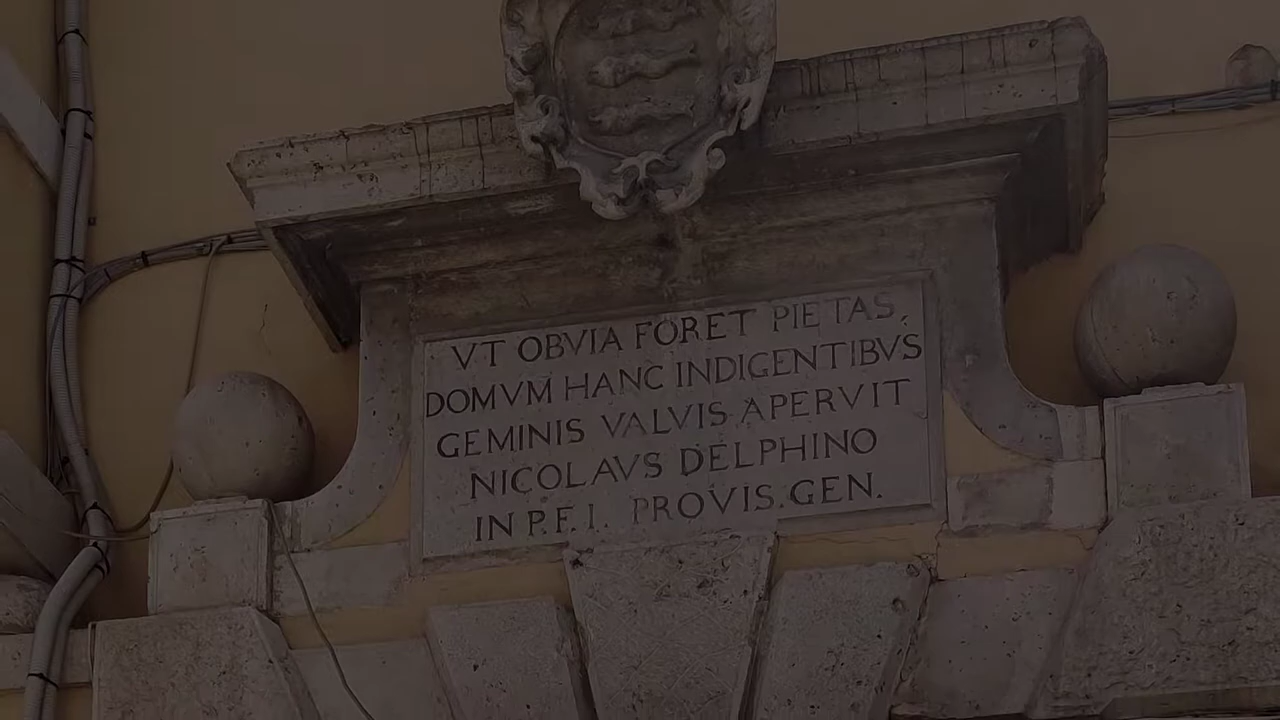 VT OBVIA FORET PIETAS,
DOMVM HANC INDIGENTIBVS
GEMINIS VALVIS APERVIT
NICOLAVS DELPHINO
IN P.F.I. PROVIS.GEN.